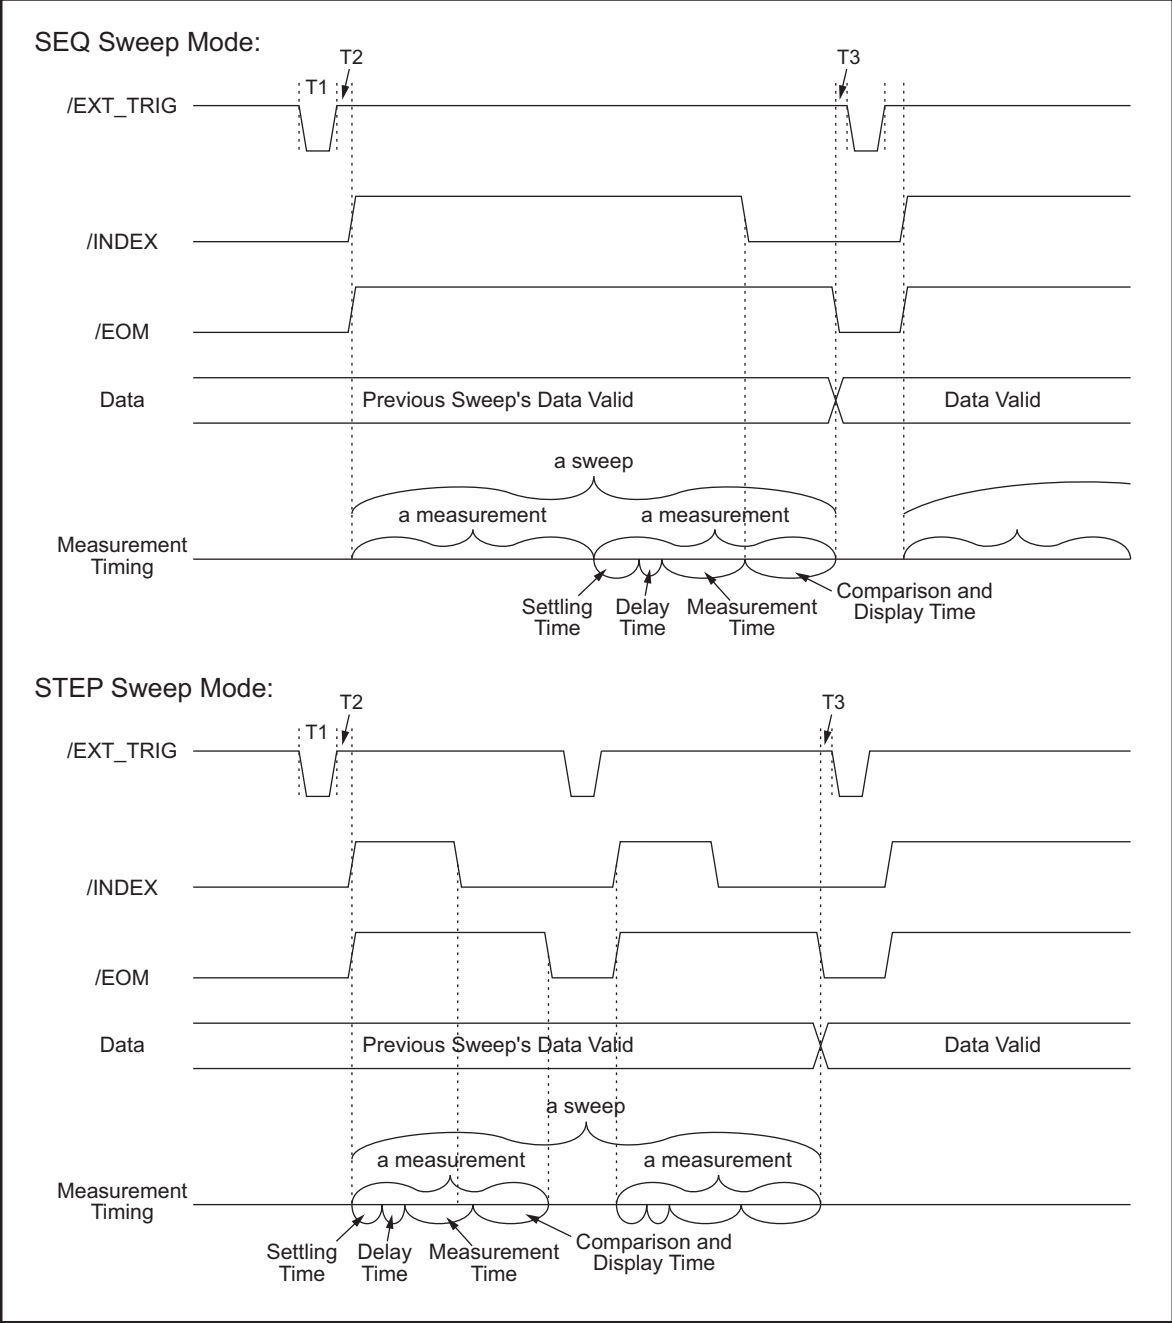 SEQ Sweep Mode:
T1
T2
T3
/EXT_TRIG
/INDEX
/EOM
Data
Previous Sweep's Data Valid
Data Valid
a sweep
a measurement
a measurement
Measurement
Timing
Settling
Time
Delay
Time
Measurement
Time
Comparison and
Display Time
STEP Sweep Mode:
T1
T2
T3
/EXT_TRIG
/INDEX
/EOM
Data
Previous Sweep's Data Valid
Data Valid
a sweep
a measurement
a measurement
Measurement
Timing
Settling
Time
Delay
Time
Measurement
Time
Comparison and
Display Time